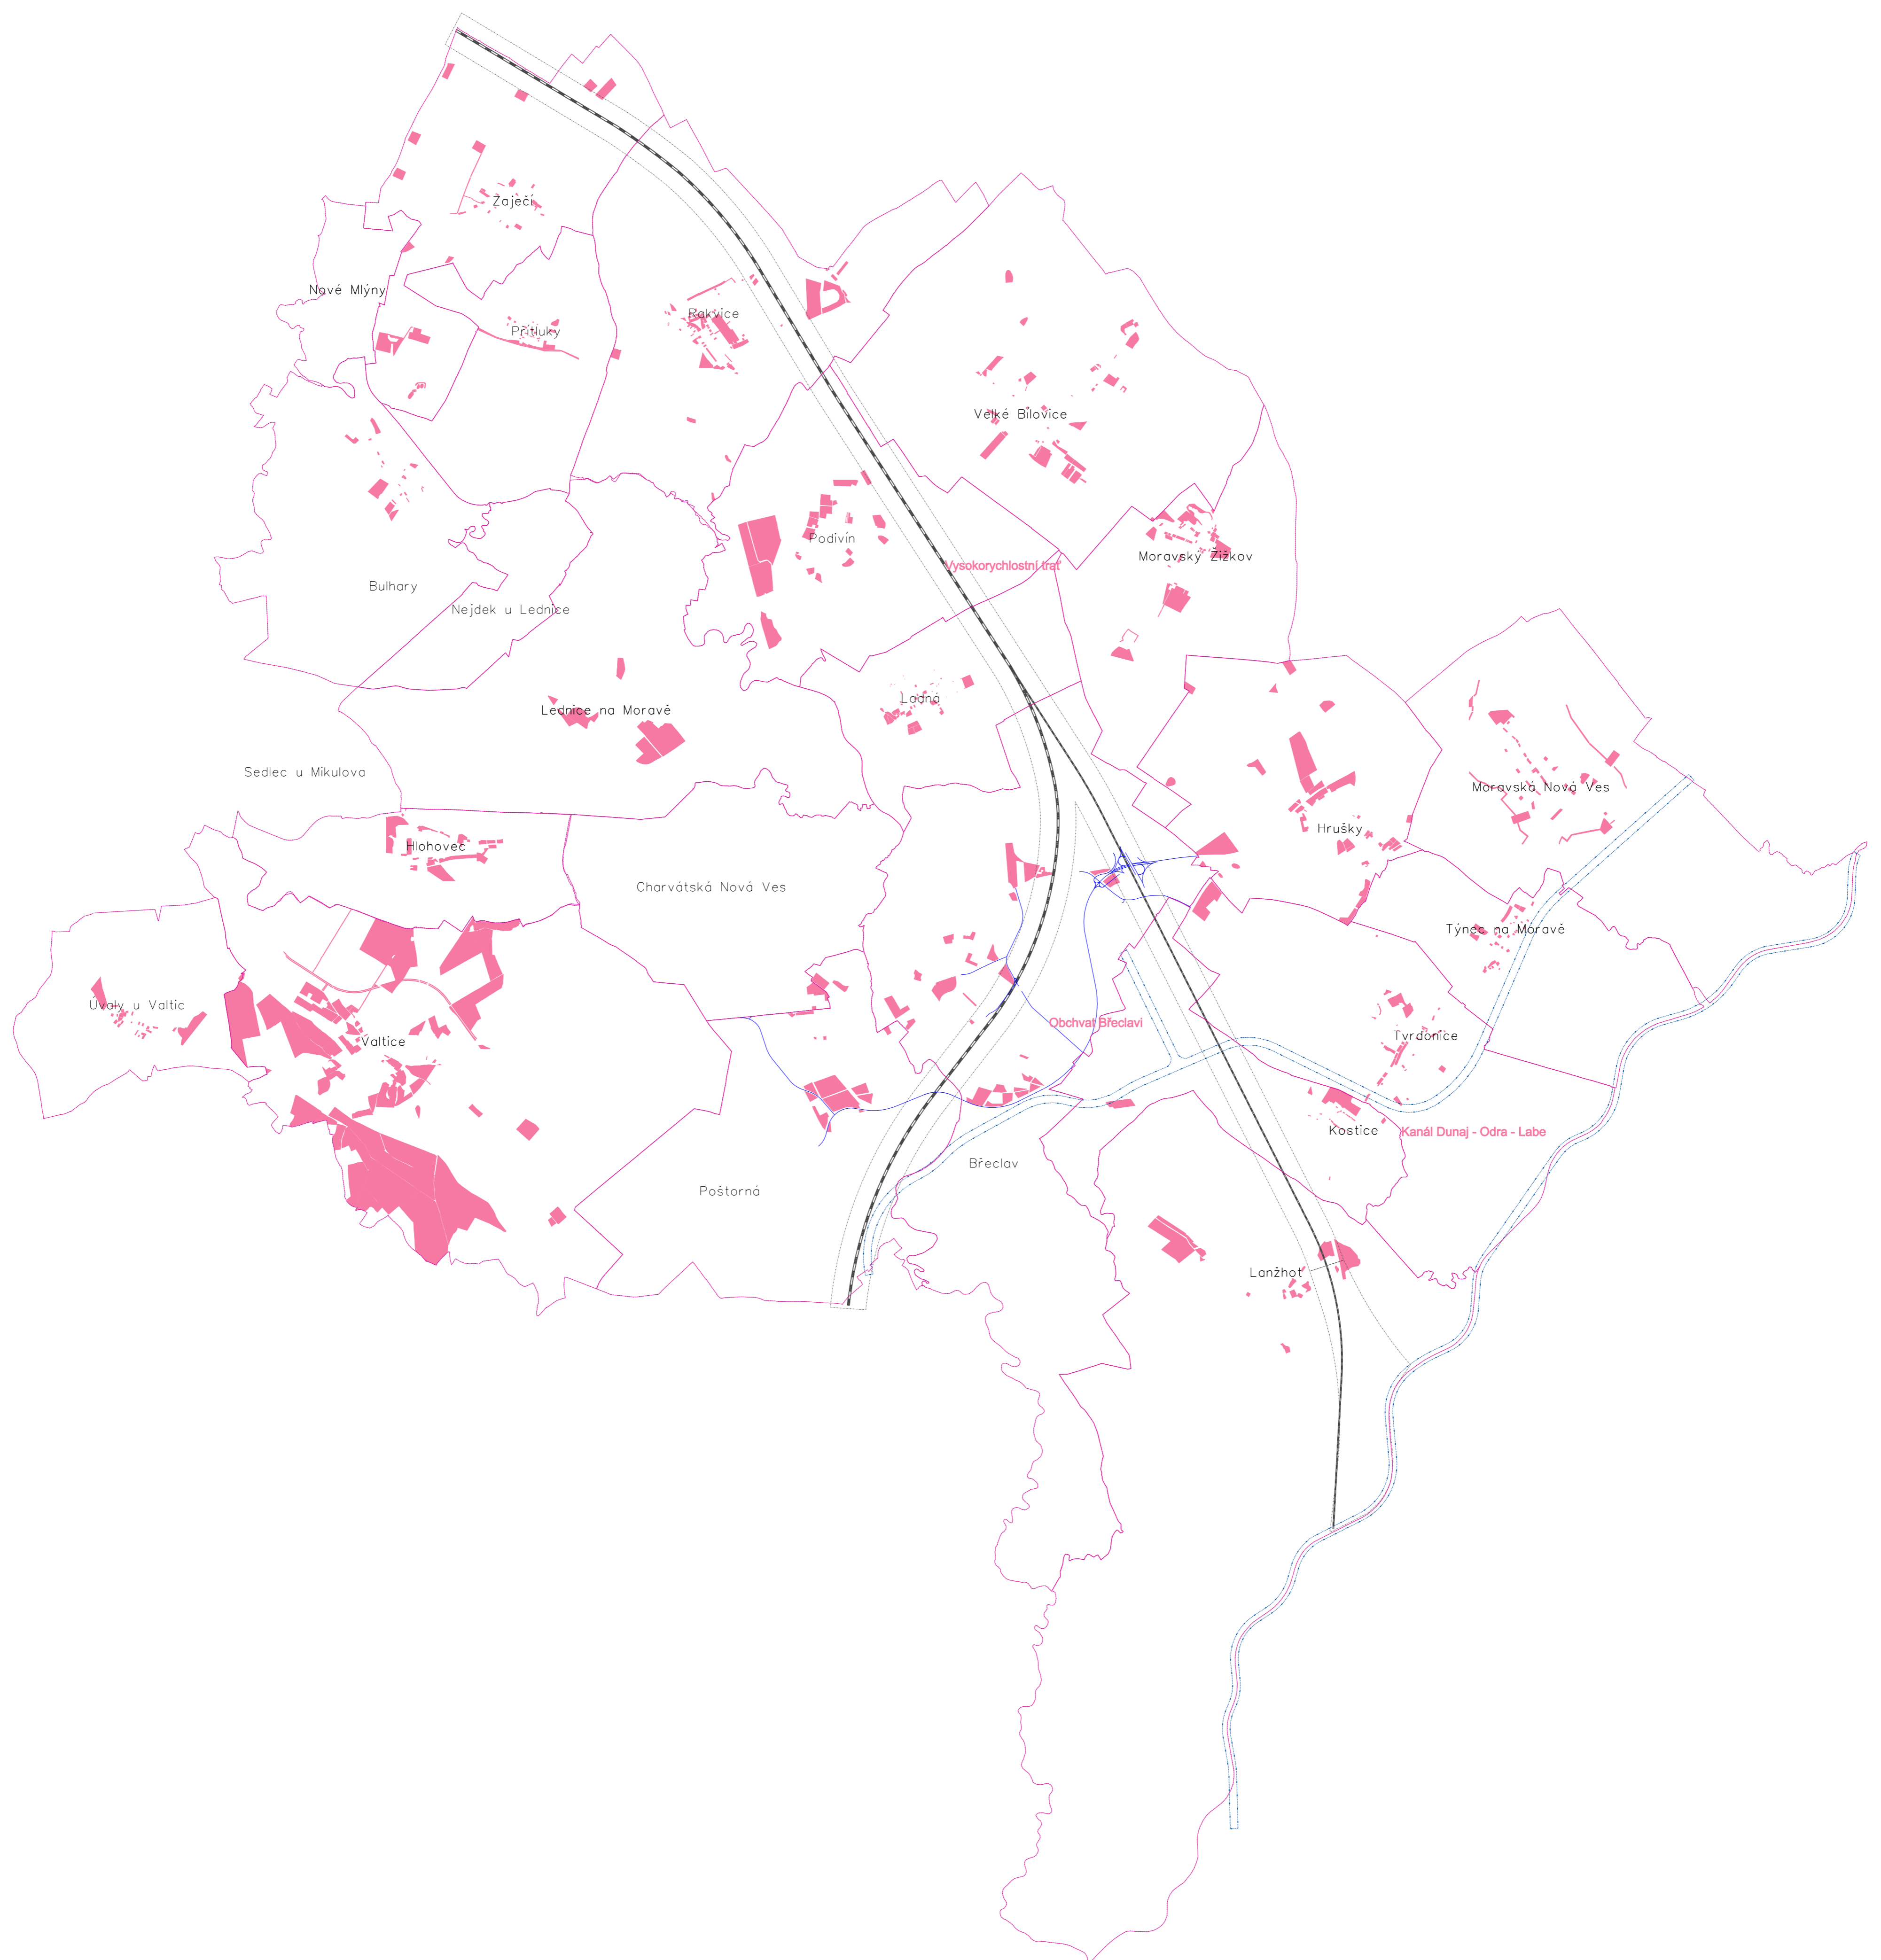 Zaječí
Nové Mlýny
Rakvice
Přítluky
Velké Bílovice
Podivín
Moravský Žižkov
Vysokorychlostní trať
Bulhary
Nejdek u Lednice
Ladná
Lednice na Moravě
Sedlec u Mikulova
Moravská Nová Ves
Hrušky
Hlohovec
Charvátská Nová Ves
Týnec na Moravě
Úvaly u Valtic
Obchvat Břeclavi
Tvrdonice
Valtice
Kostice
Kanál Dunaj - Odra - Labe
Břeclav
Poštorná
Lanžhot